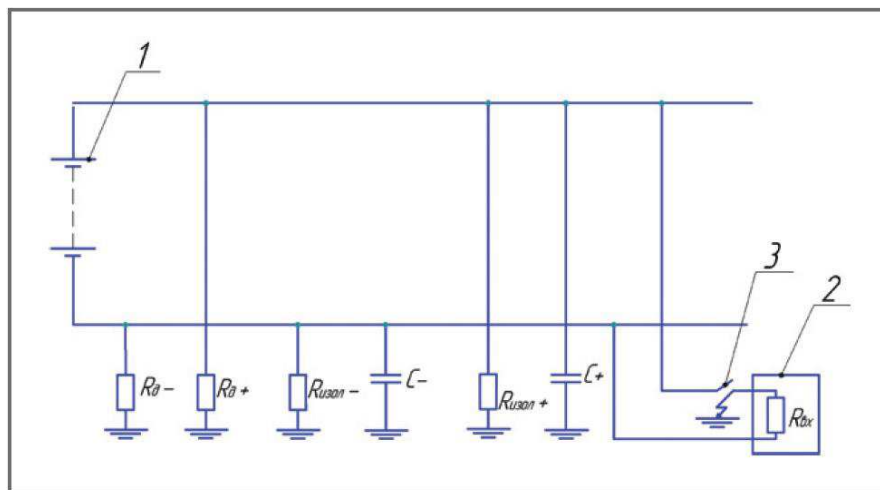 1
3
2
Rд –
Rд +
Rизол –
C–
Rизол +
C+
Rвх